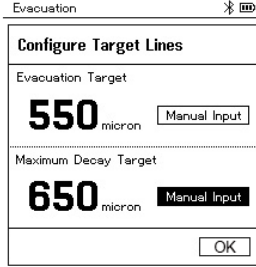 Evacuation
Configure Target Lines
Evacuation Target
550 micron Manual Input
Maximum Decay Target
650 micron Manual Input
OK